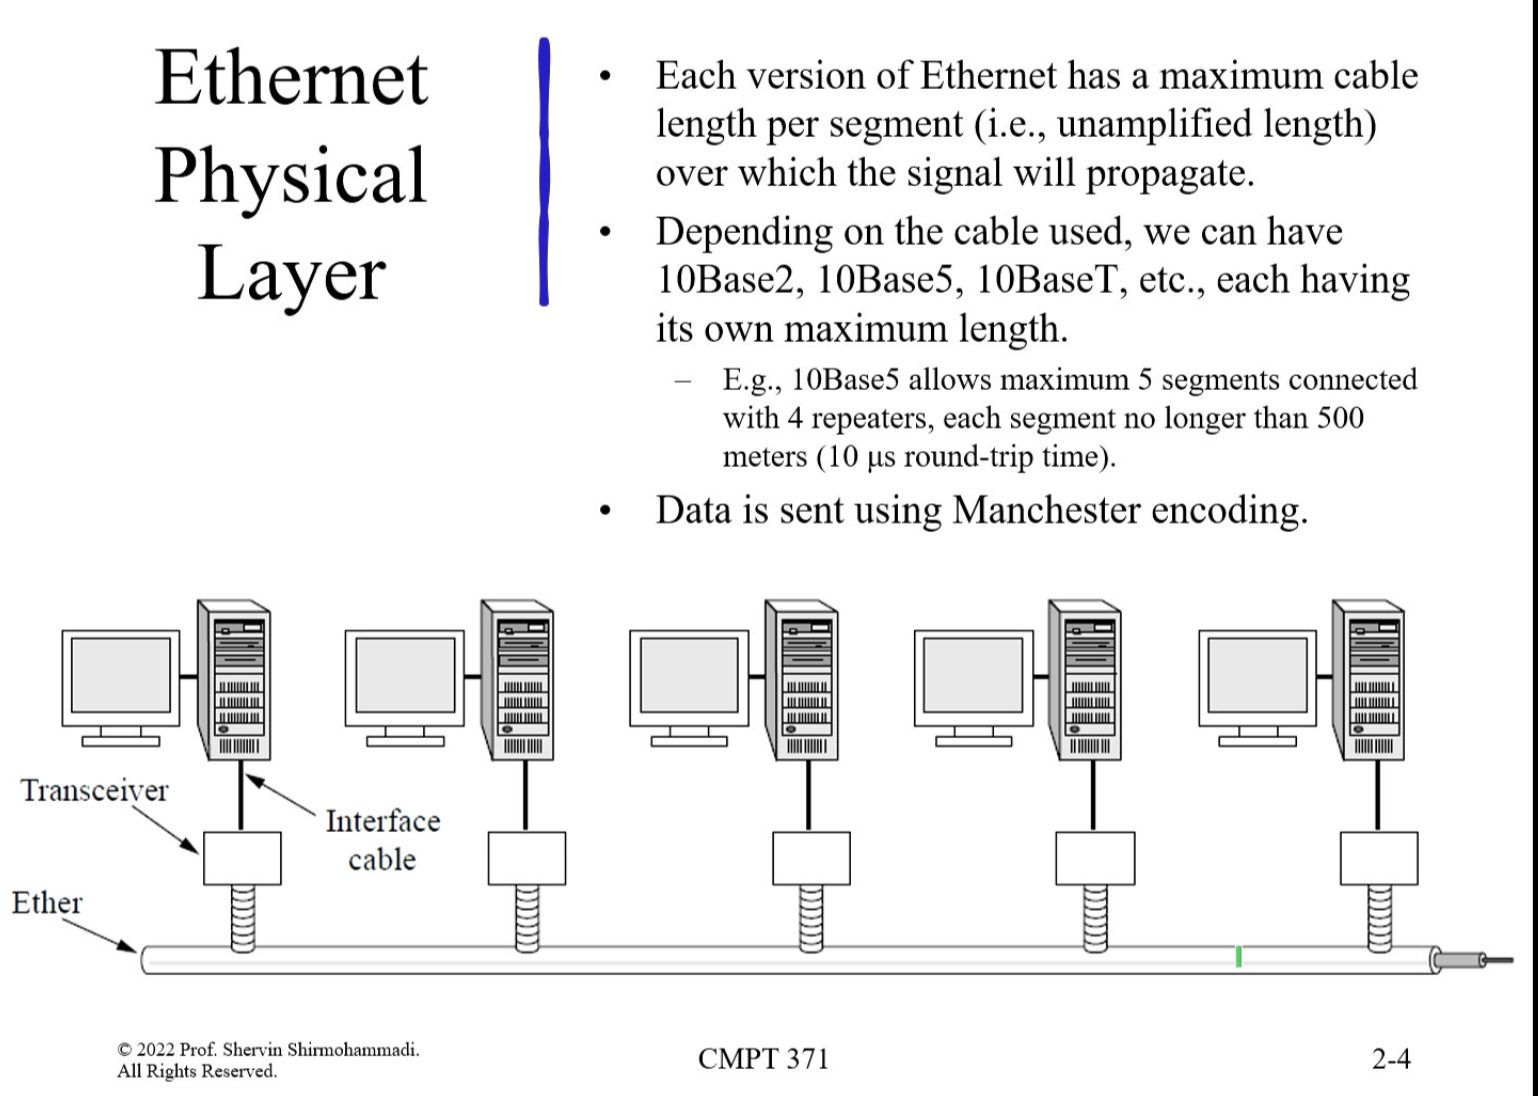 Ethernet
Physical
Layer
• Each version of Ethernet has a maximum cable
length per segment (i.e., unamplified length)
over which the signal will propagate.
• Depending on the cable used, we can have
10Base2, 10Base5, 10BaseT, etc., each having
its own maximum length.
– E.g., 10Base5 allows maximum 5 segments connected
with 4 repeaters, each segment no longer than 500
meters (10 μs round-trip time).
• Data is sent using Manchester encoding.
Transceiver
Interface
cable
Ether
© 2022 Prof. Shervin Shirmohammadi.
All Rights Reserved.
CMPT 371
2-4